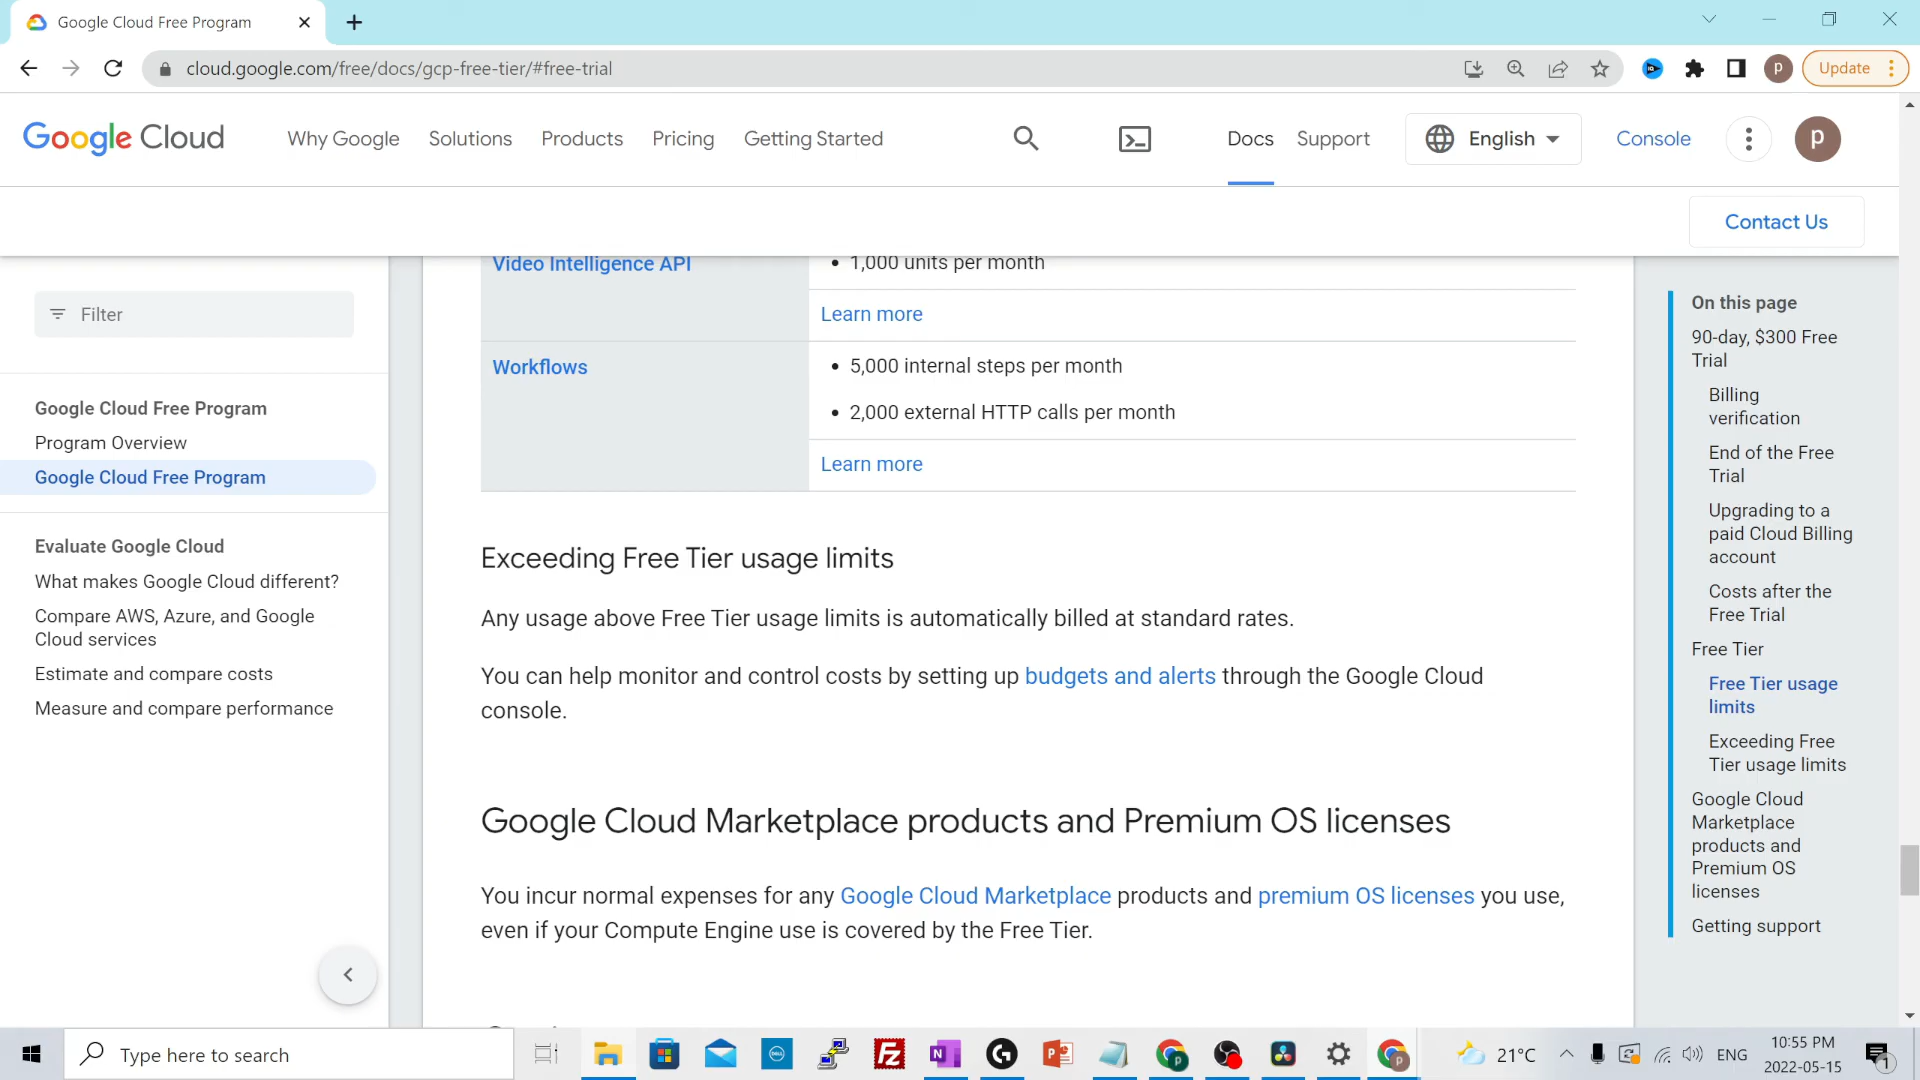 Google Cloud Free Program
cloud.google.com/free/docs/gcp-free-tier/#free-trial
p
Update
Google Cloud
Why Google
Solutions
Products
Pricing
Getting Started
Docs
Support
English
Console
p
Contact Us
Filter
Google Cloud Free Program
Program Overview
Google Cloud Free Program
Evaluate Google Cloud
What makes Google Cloud different?
Compare AWS, Azure, and Google
Cloud services
Estimate and compare costs
Measure and compare performance
Video Intelligence API
• 1,000 units per month
Learn more
Workflows
• 5,000 internal steps per month
• 2,000 external HTTP calls per month
Learn more
Exceeding Free Tier usage limits
Any usage above Free Tier usage limits is automatically billed at standard rates.
You can help monitor and control costs by setting up budgets and alerts through the Google Cloud
console.
Google Cloud Marketplace products and Premium OS licenses
You incur normal expenses for any Google Cloud Marketplace products and premium OS licenses you use,
even if your Compute Engine use is covered by the Free Tier.
On this page
90-day, $300 Free
Trial
Billing
verification
End of the Free
Trial
Upgrading to a
paid Cloud Billing
account
Costs after the
Free Trial
Free Tier
Free Tier usage
limits
Exceeding Free
Tier usage limits
Google Cloud
Marketplace
products and
Premium OS
licenses
Getting support
Type here to search
21°C
ENG
10:55 PM
2022-05-15
1